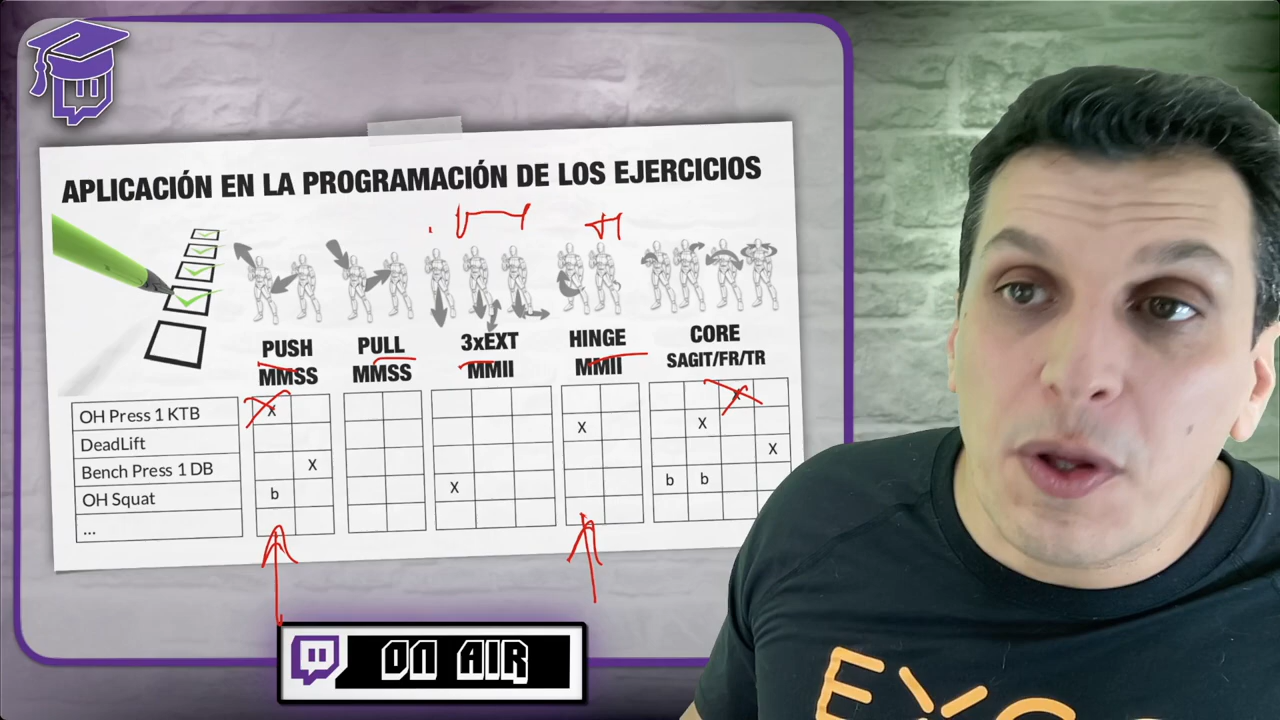 APLICACIÓN EN LA PROGRAMACIÓN DE LOS EJERCICIOS
PUSH
MMSS
PULL
MMSS
3xEXT
MMII
HINGE
MMII
CORE
SAGIT/FR/TR
OH Press 1 KTB
x
DeadLift
x
x
Bench Press 1 DB
x
x
OH Squat
b
x
b
b
...
ON AIR
EXO